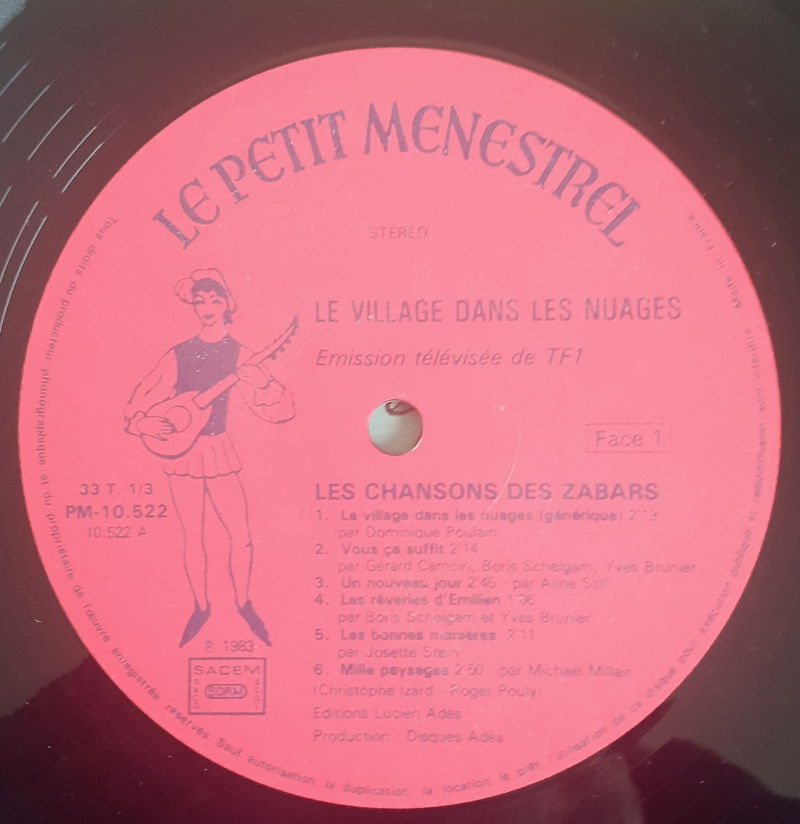 LE PETIT MENESTREL
STEREO
LE VILLAGE DANS LES NUAGES
Emission télévisée de TF1
Face 1
33 T. 1/3
PM-10.522
10.522 A
LES CHANSONS DES ZABARS
1. Le village dans les nuages (générique) 2'19
par Dominique Poulain
2. Vous ça suffit 2'14
par Gérard Camoin, Boris Scheigam, Yves Brunier
3. Un nouveau jour 2'45 - par Aline Still
4. Les rêveries d'Emilien
par Boris Scheigam et Yves Brunier
5. Les bonnes manières 2'11
par Josette Stein
6. Mille paysages 2'50 - par Michaël Millair
(Christophe Izard - Roger Pouly)
Editions Lucien Adès
Production : Disques Adès
℗ 1983
SACEM
SACD
SDRM
SGDL
Tous droits du producteur phonographique et du propriétaire de l'œuvre enregistrée réservés. Sauf autorisation, la duplication, la location, le prêt, l'utilisation de ce disque pour exécution publique et radiodiffusion sont interdits. Made in France